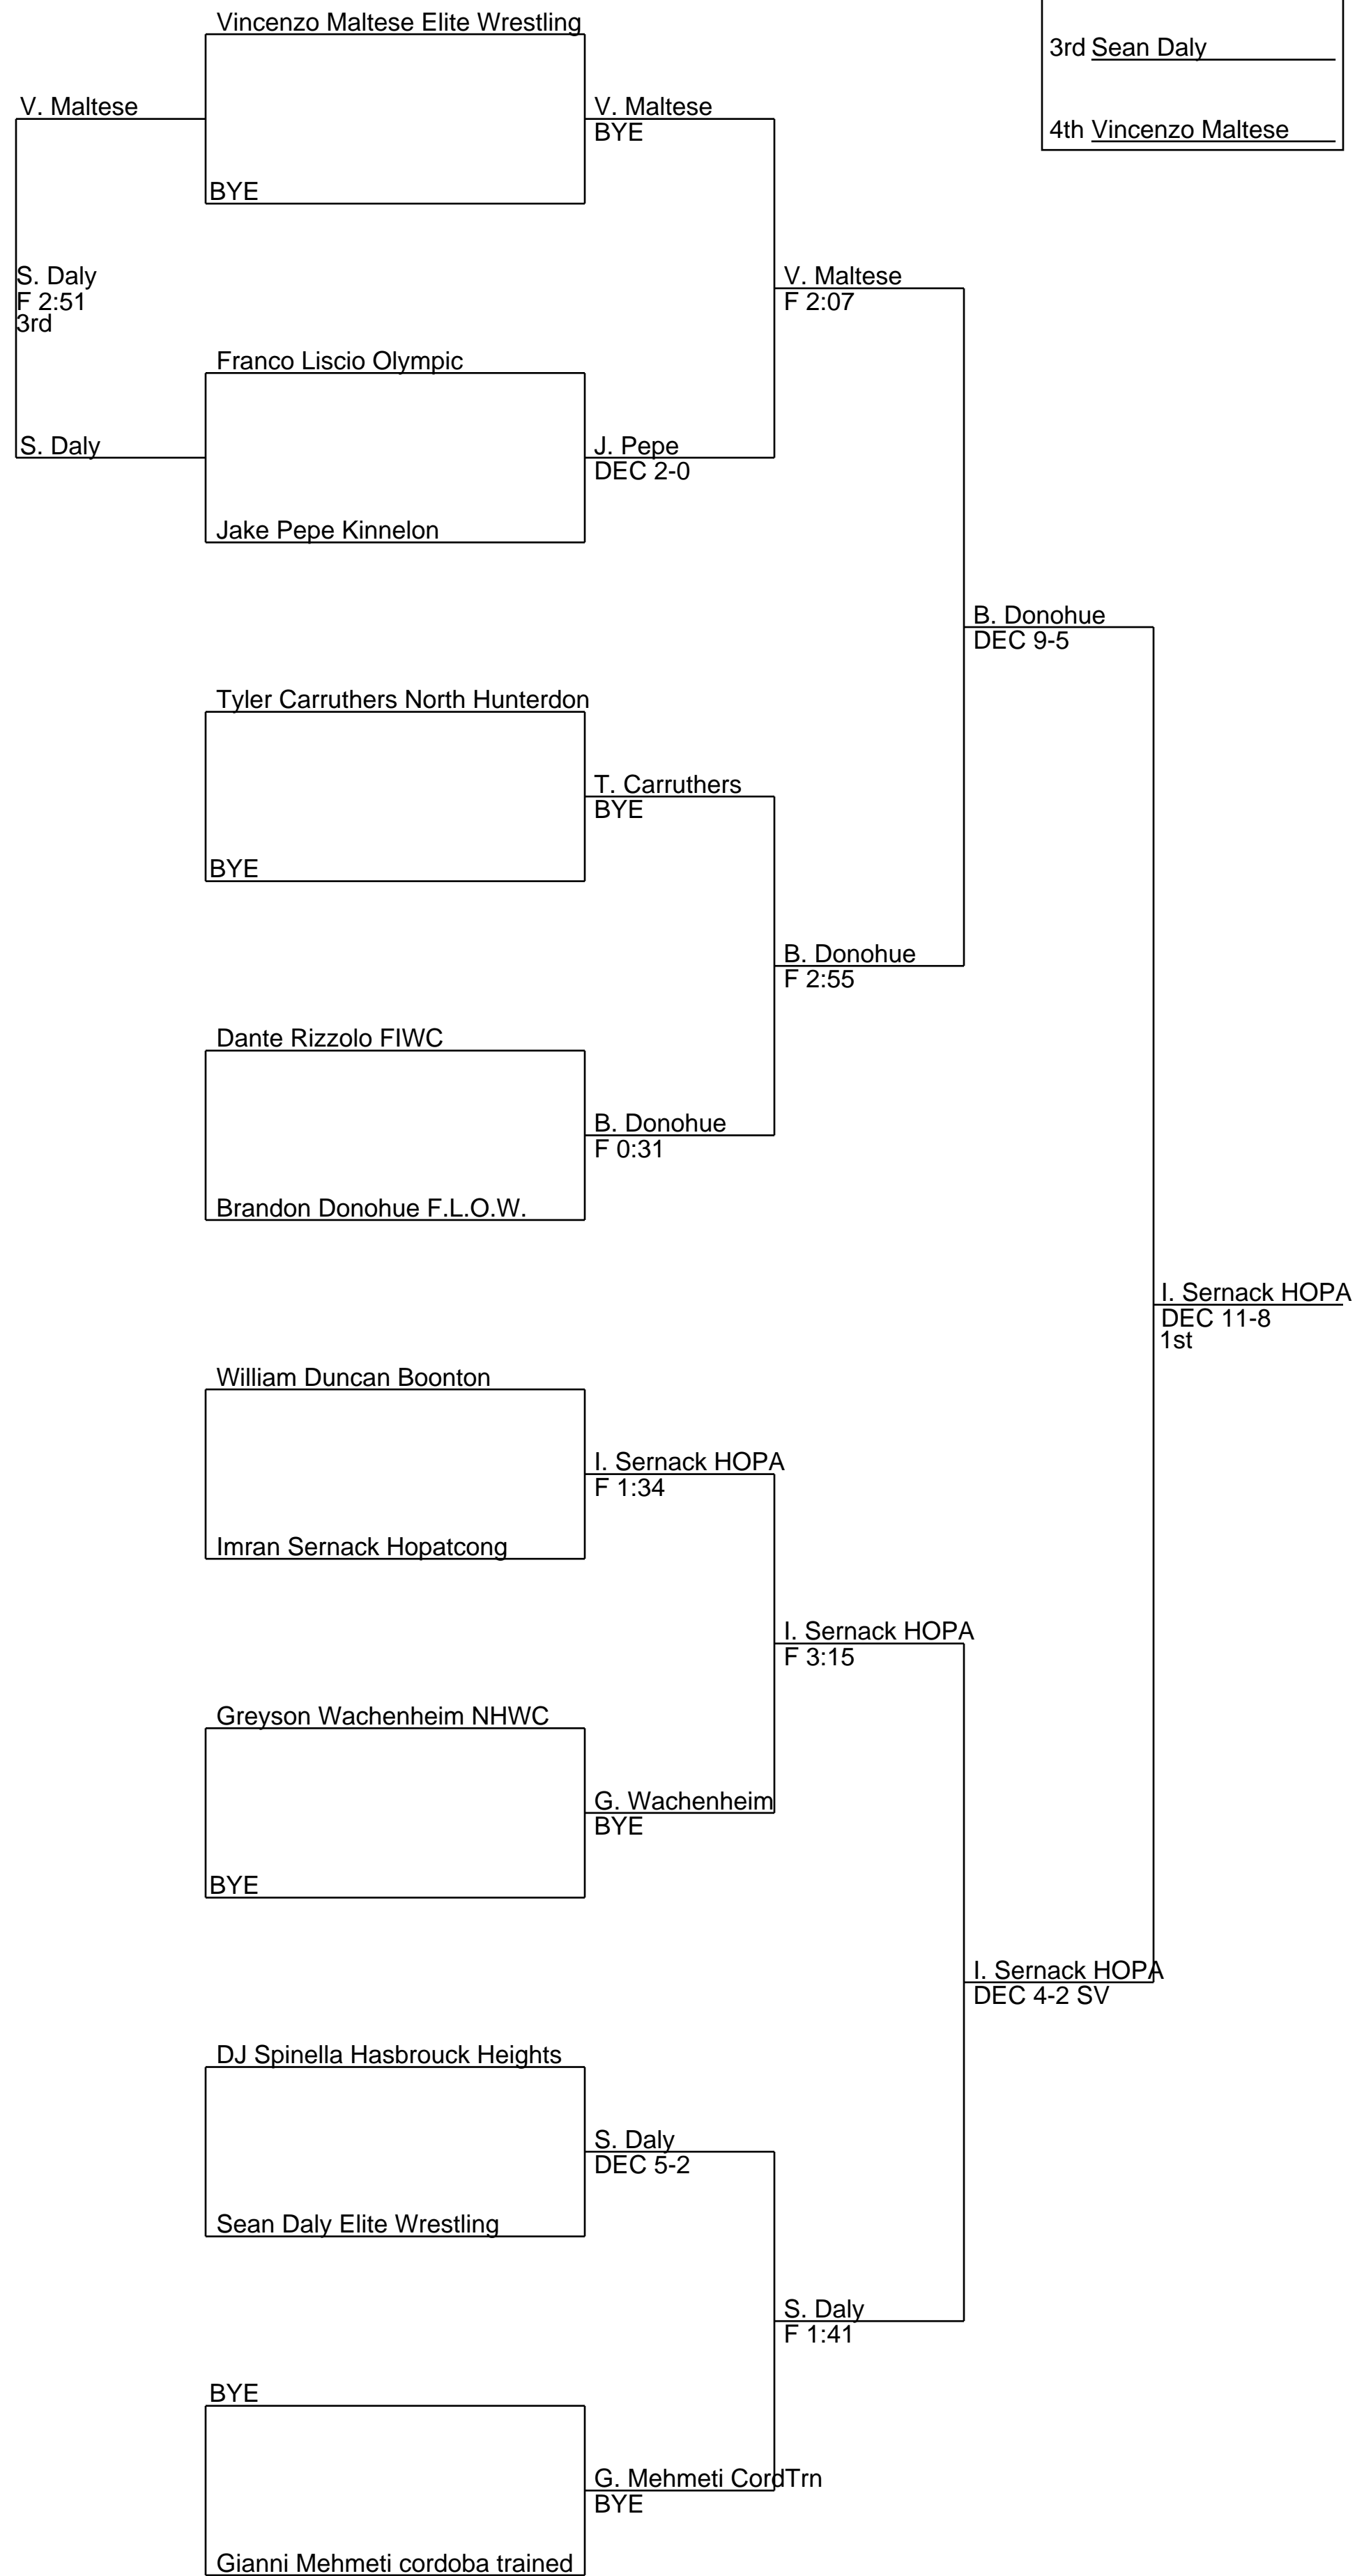 Vincenzo Maltese Elite Wrestling
3rd Sean Daly
V. Maltese
V. Maltese
BYE
4th Vincenzo Maltese
BYE
S. Daly
F 2:51
3rd
V. Maltese
F 2:07
Franco Liscio Olympic
S. Daly
J. Pepe
DEC 2-0
Jake Pepe Kinnelon
B. Donohue
DEC 9-5
Tyler Carruthers North Hunterdon
T. Carruthers
BYE
BYE
B. Donohue
F 2:55
Dante Rizzolo FIWC
B. Donohue
F 0:31
Brandon Donohue F.L.O.W.
I. Sernack HOPA
DEC 11-8
1st
William Duncan Boonton
I. Sernack HOPA
F 1:34
Imran Sernack Hopatcong
I. Sernack HOPA
F 3:15
Greyson Wachenheim NHWC
G. Wachenheim
BYE
BYE
I. Sernack HOPA
DEC 4-2 SV
DJ Spinella Hasbrouck Heights
S. Daly
DEC 5-2
Sean Daly Elite Wrestling
S. Daly
F 1:41
BYE
G. Mehmeti CordTrn
BYE
Gianni Mehmeti cordoba trained